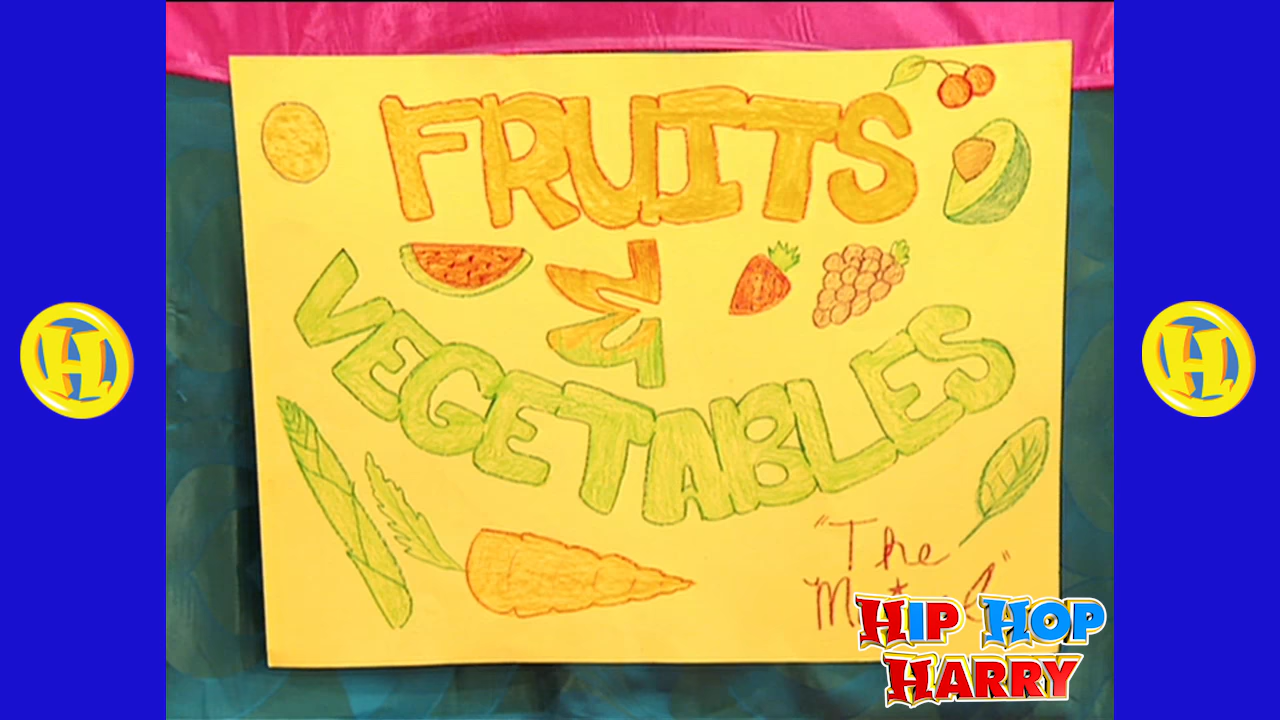 FRUITS
VEGETABLES
"The
HIP HOP
HARRY
H
H